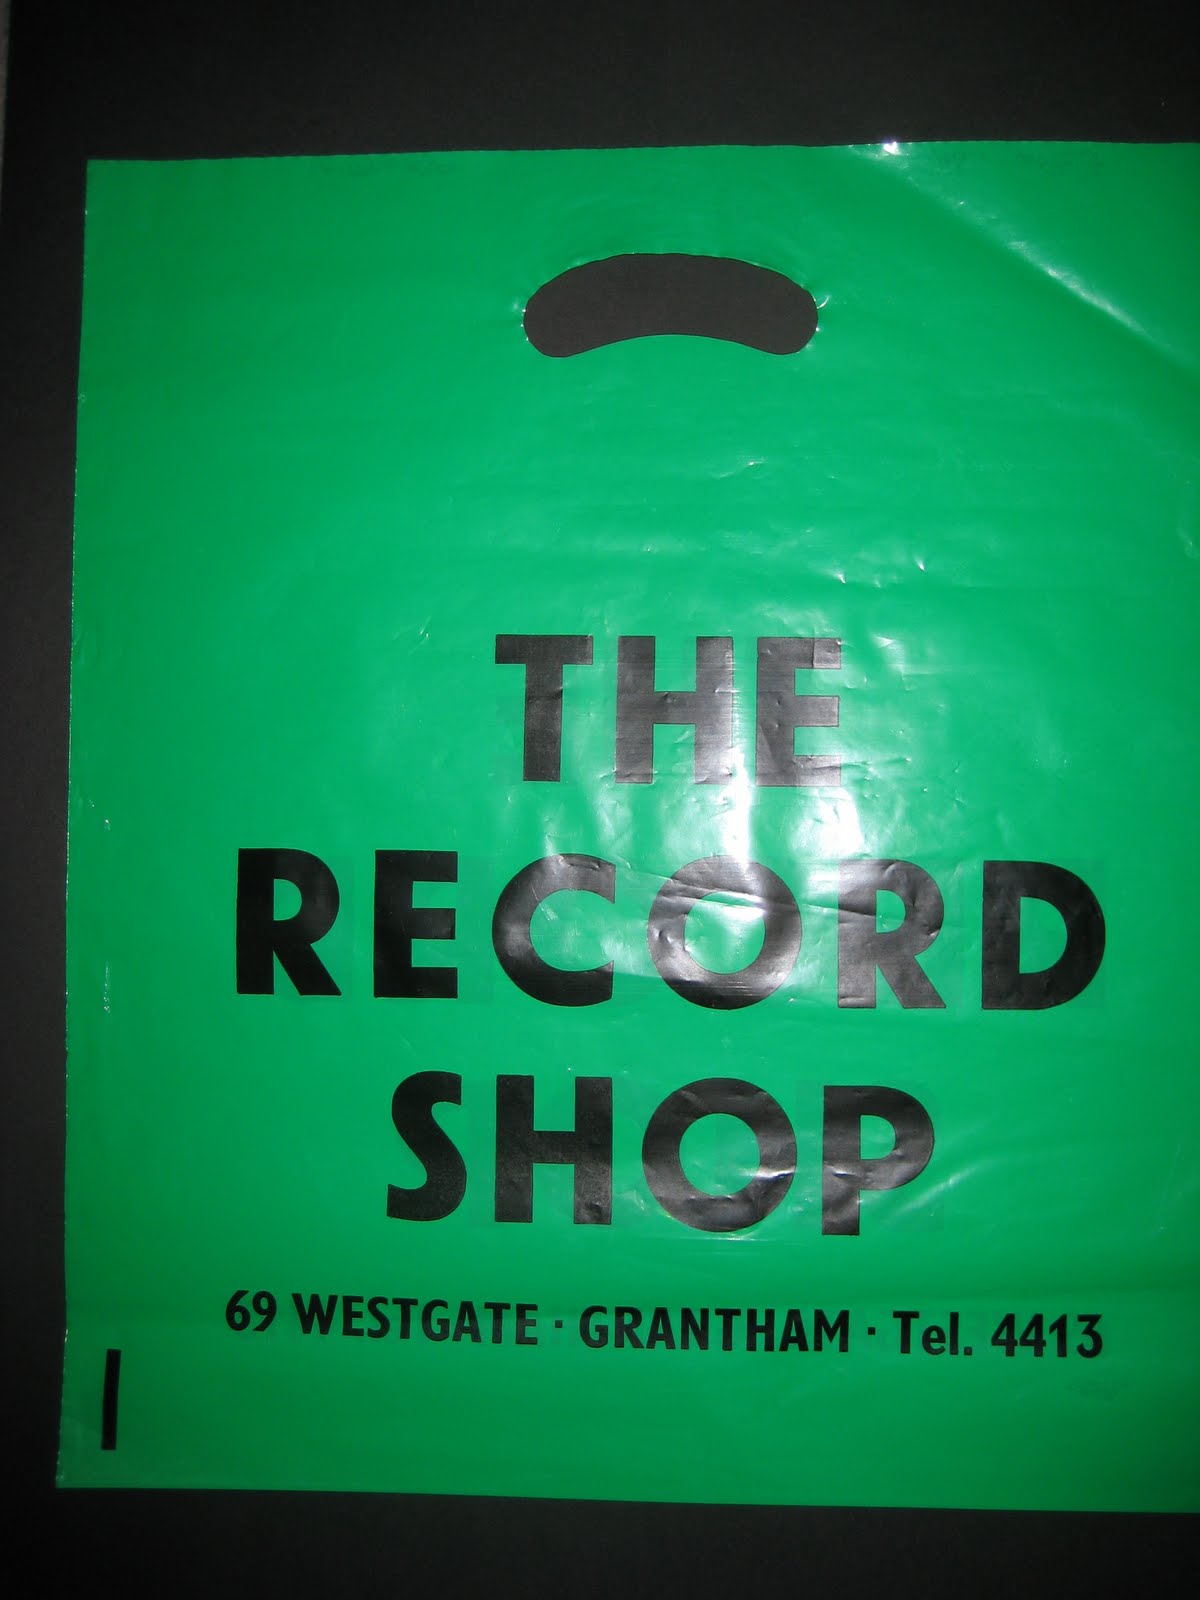 THE
RECORD
SHOP
69 WESTGATE · GRANTHAM · Tel. 4413